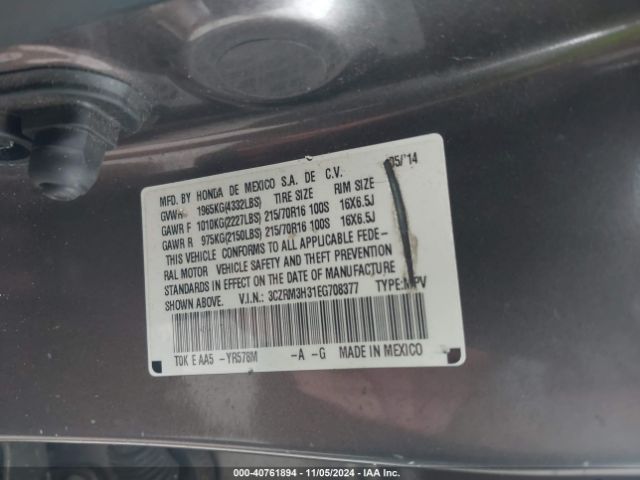 MFD. BY HONDA DE MEXICO S.A. DE C.V. 05/14
GVWR 1965KG(4332LBS) TIRE SIZE RIM SIZE
GAWR F 1010KG(2227LBS) 215/70R16 100S 16X6.5J
GAWR R 975KG(2150LBS) 215/70R16 100S 16X6.5J
THIS VEHICLE CONFORMS TO ALL APPLICABLE FEDE-
RAL MOTOR VEHICLE SAFETY AND THEFT PREVENTION
STANDARDS IN EFFECT ON THE DATE OF MANUFACTURE
SHOWN ABOVE. V.I.N.: 3CZRM3H31EG708377 TYPE:MPV
T0K E AA5 -YR578M -A -G MADE IN MEXICO
000-40761894 - 11/05/2024 - IAA Inc.